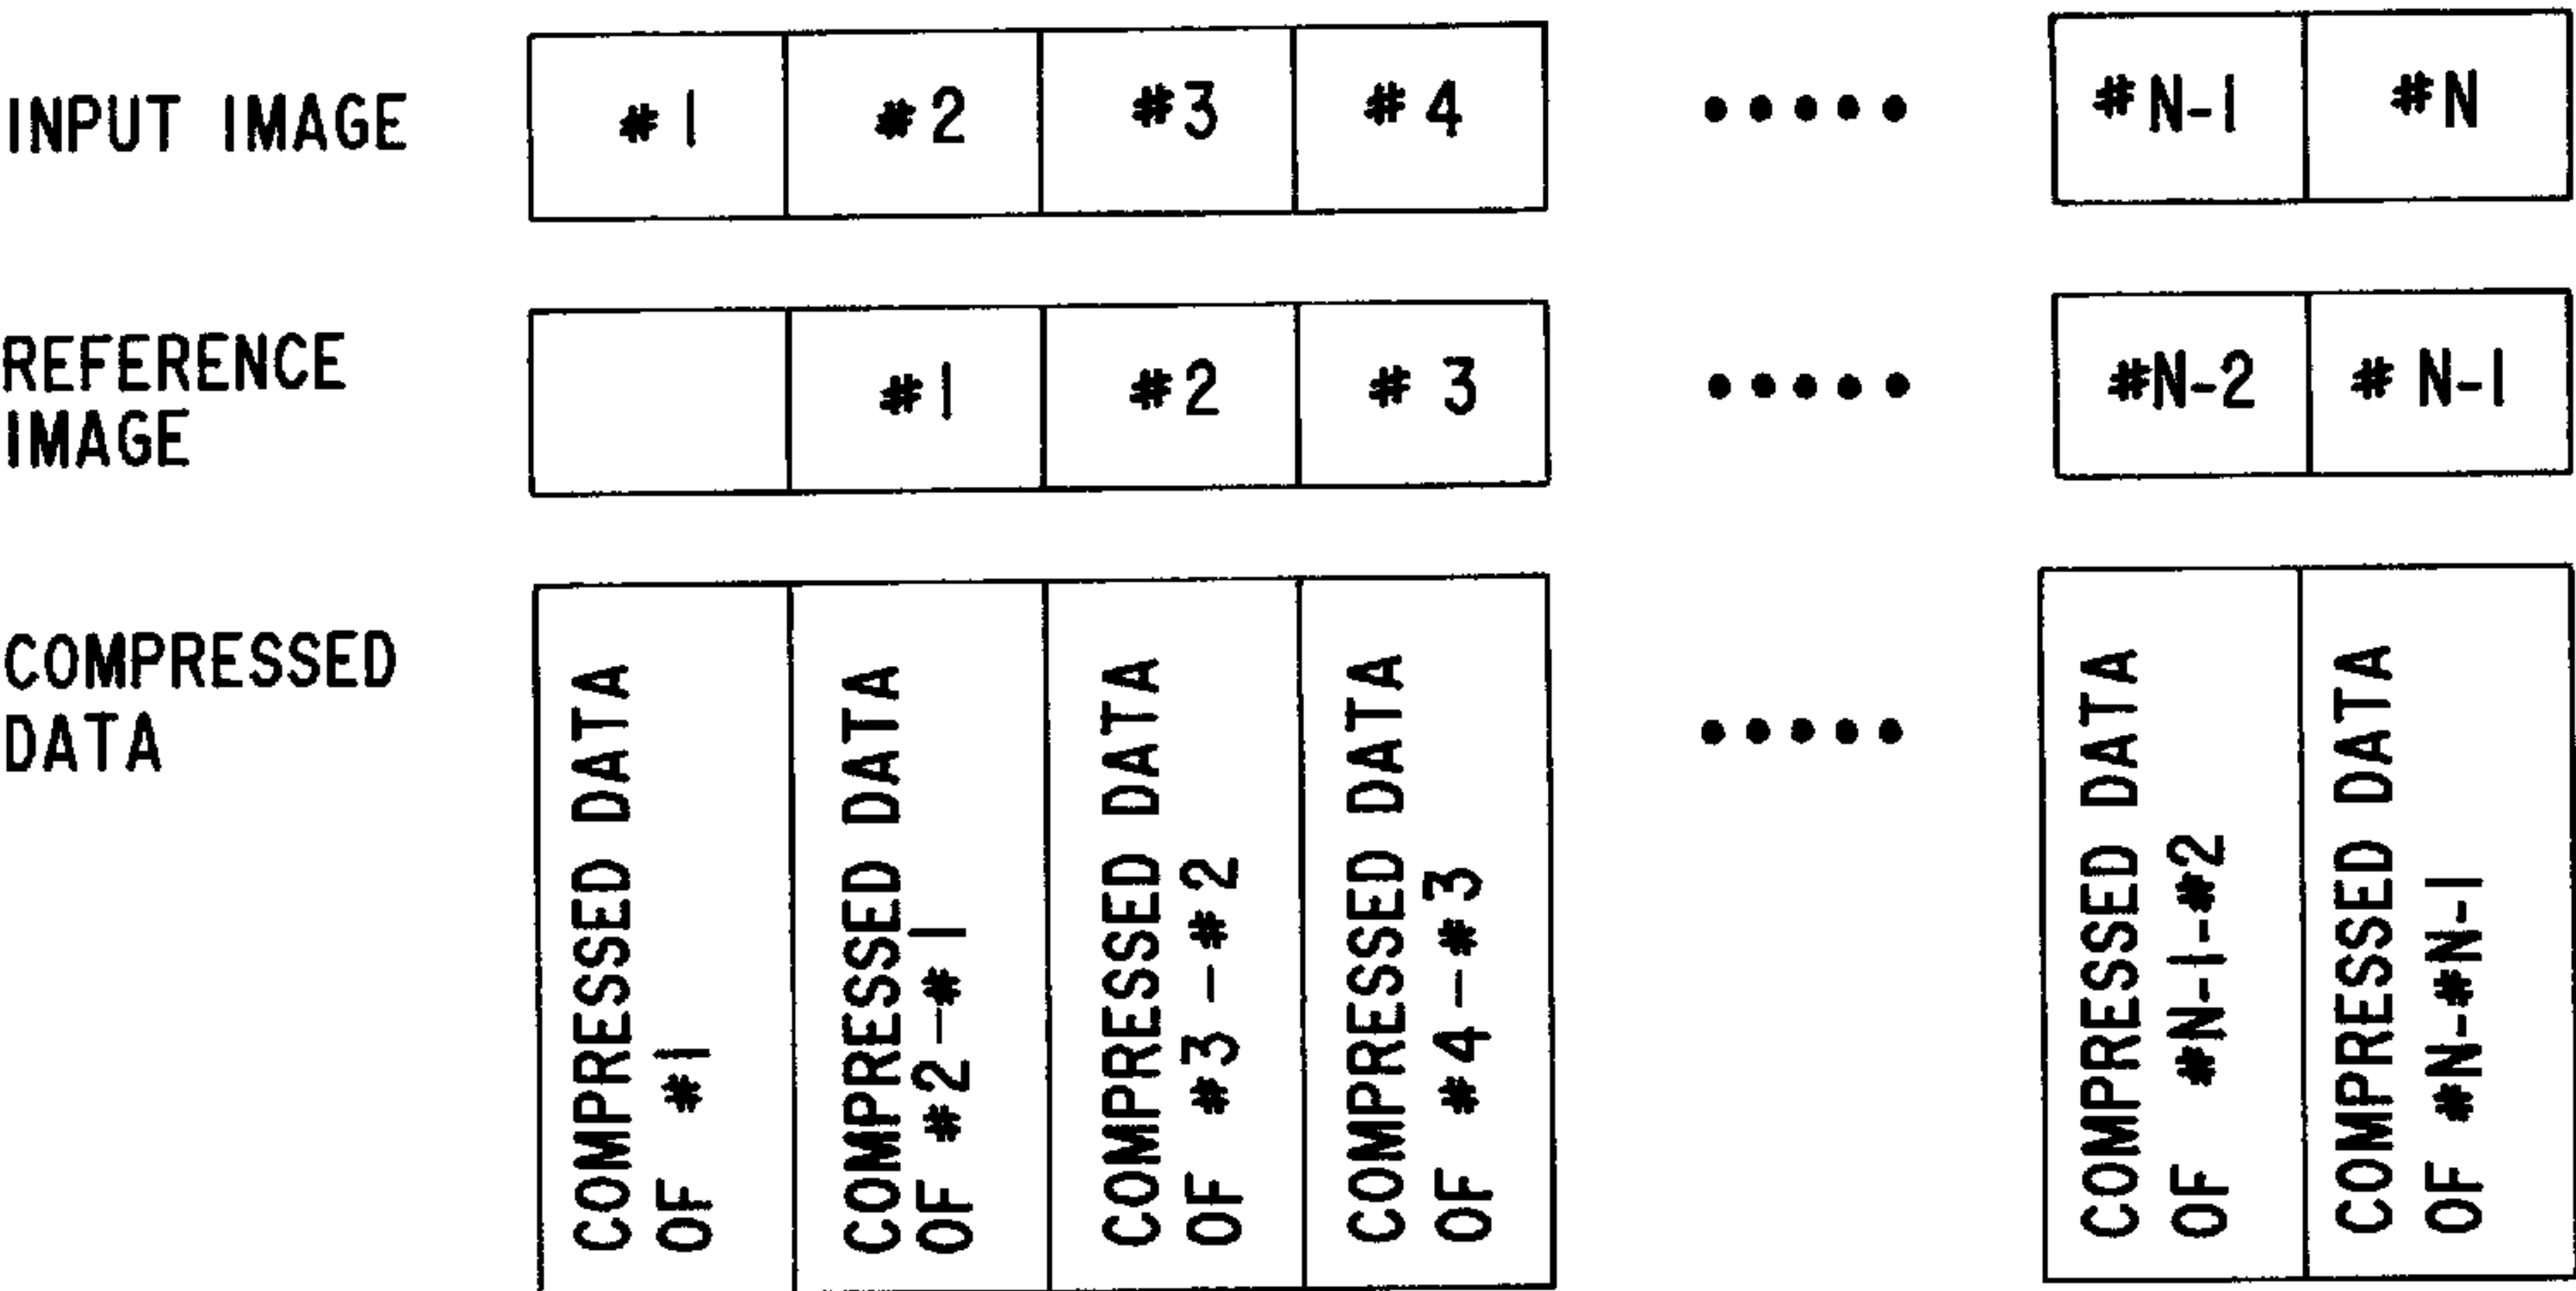 INPUT IMAGE
#1
#2
#3
#4
•••••
#N-1
#N
REFERENCE
IMAGE
#1
#2
# 3
•••••
#N-2
# N-1
COMPRESSED
DATA
COMPRESSED DATA
OF #1
COMPRESSED DATA
OF #2-#1
COMPRESSED DATA
OF #3-#2
COMPRESSED DATA
OF #4-#3
•••••
COMPRESSED DATA
OF #N-1-#2
COMPRESSED DATA
OF #N-#N-1